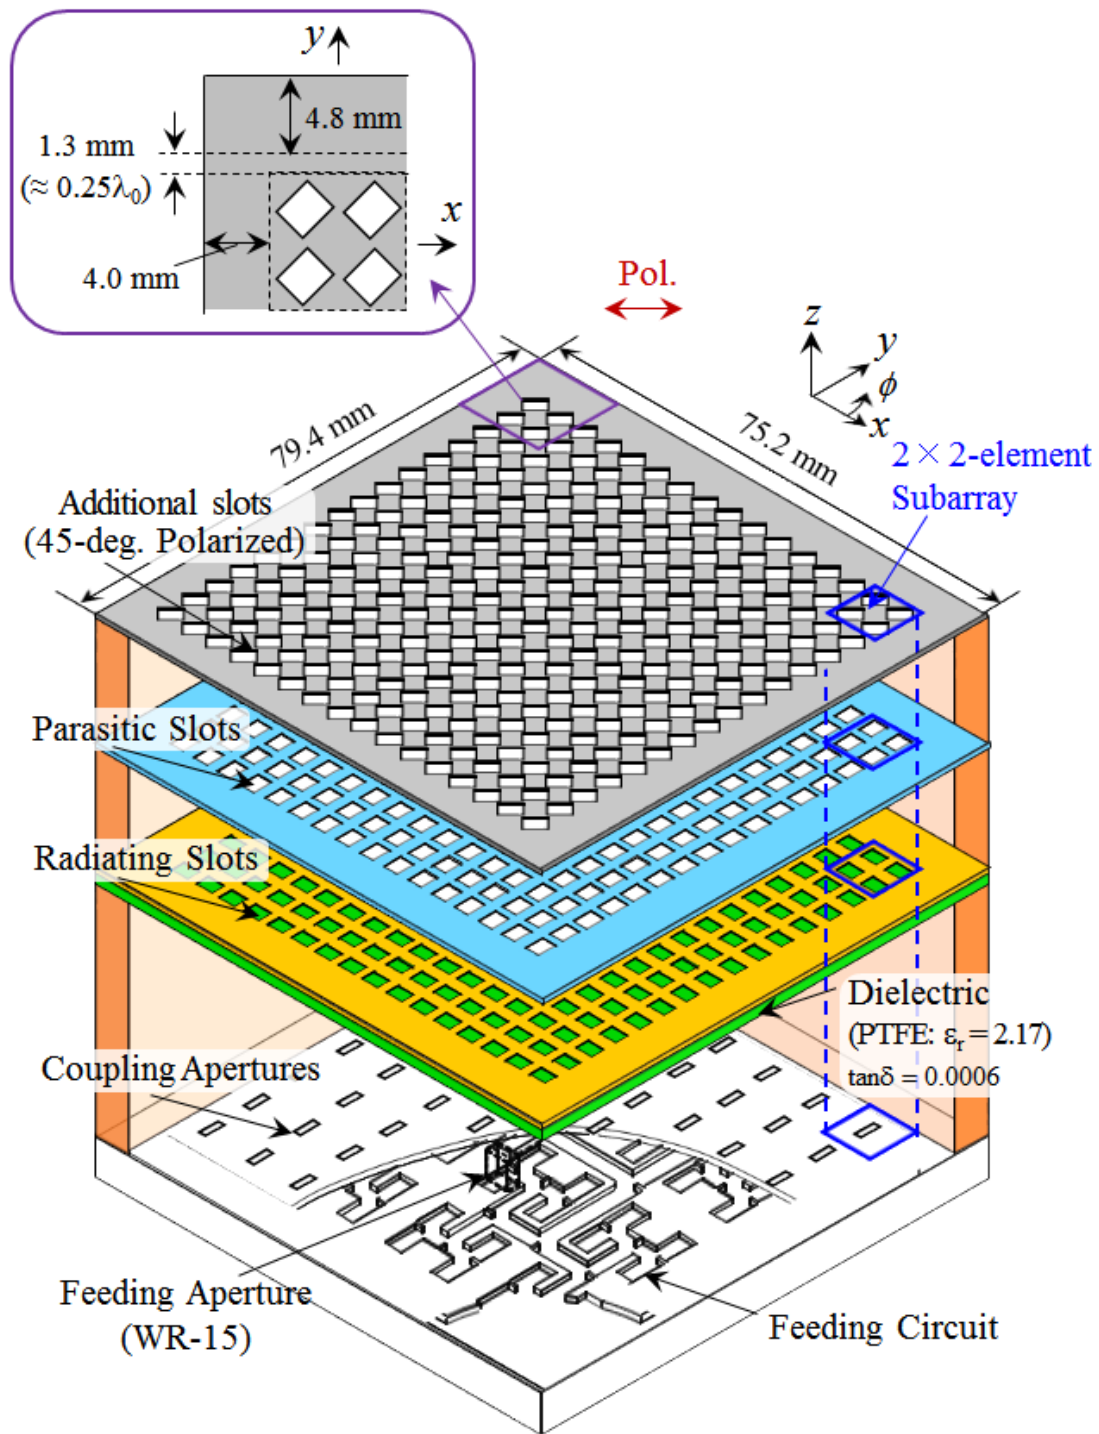 y
4.8 mm
1.3 mm
(≈ 0.25λ₀)
x
4.0 mm
Pol.
z
y
ϕ
x
79.4 mm
75.2 mm
2 × 2-element
Subarray
Additional slots
(45-deg. Polarized)
Parasitic Slots
Radiating Slots
Dielectric
(PTFE: εᵣ = 2.17)
tanδ = 0.0006
Coupling Apertures
Feeding Aperture
(WR-15)
Feeding Circuit